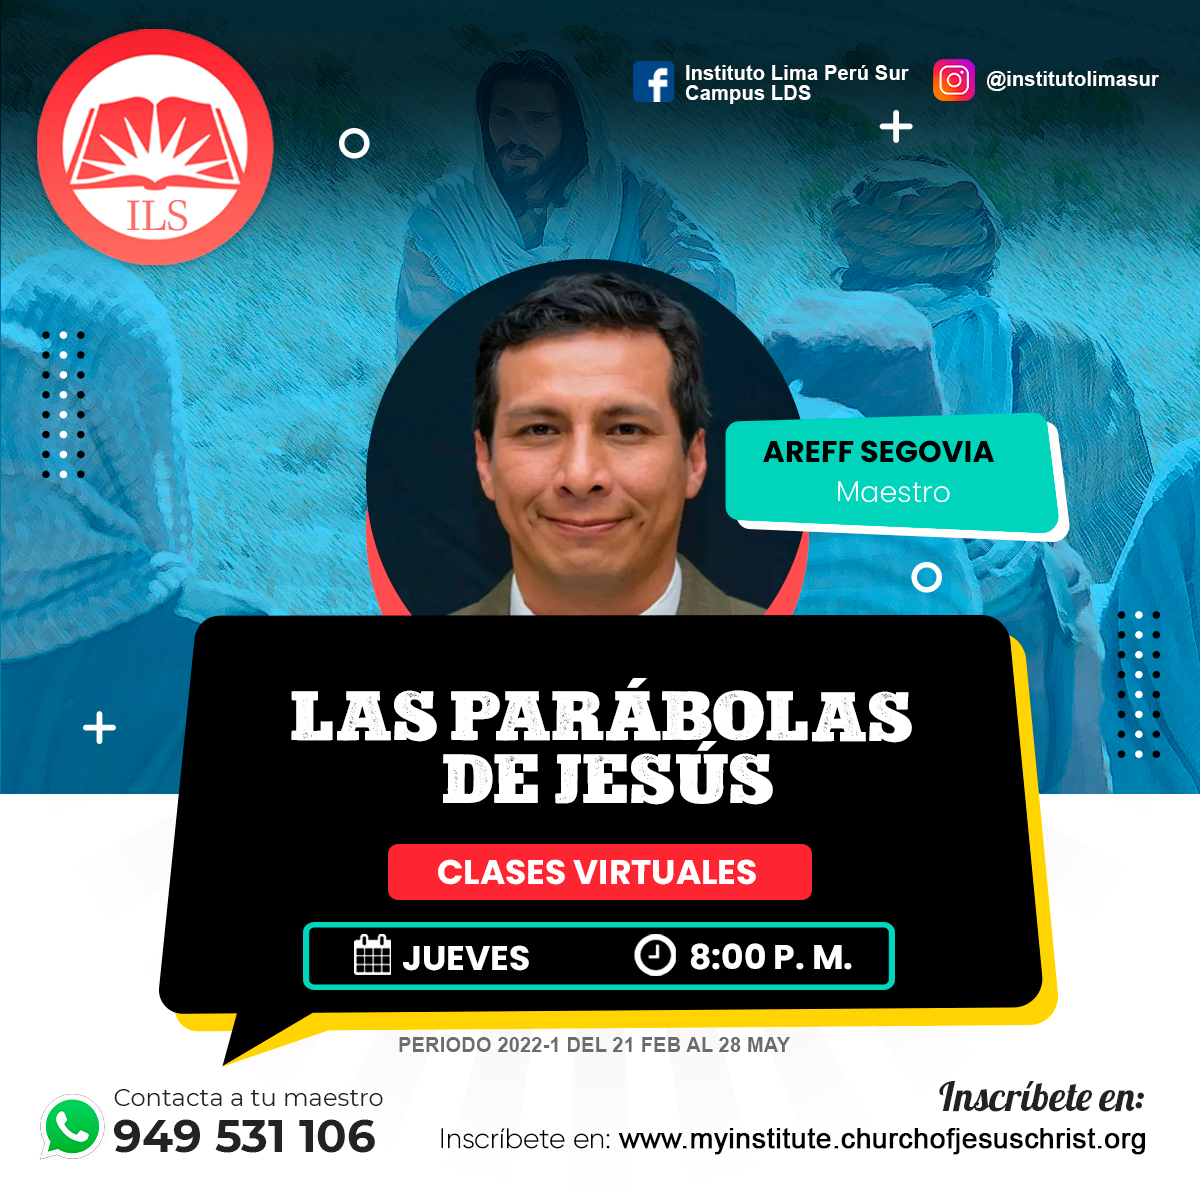 ILS
Instituto Lima Perú Sur
Campus LDS
@institutolimasur
AREFF SEGOVIA
Maestro
LAS PARÁBOLAS
DE JESÚS
CLASES VIRTUALES
JUEVES
8:00 P. M.
PERIODO 2022-1 DEL 21 FEB AL 28 MAY
Contacta a tu maestro
949 531 106
Inscríbete en:
Inscríbete en: www.myinstitute.churchofjesuschrist.org